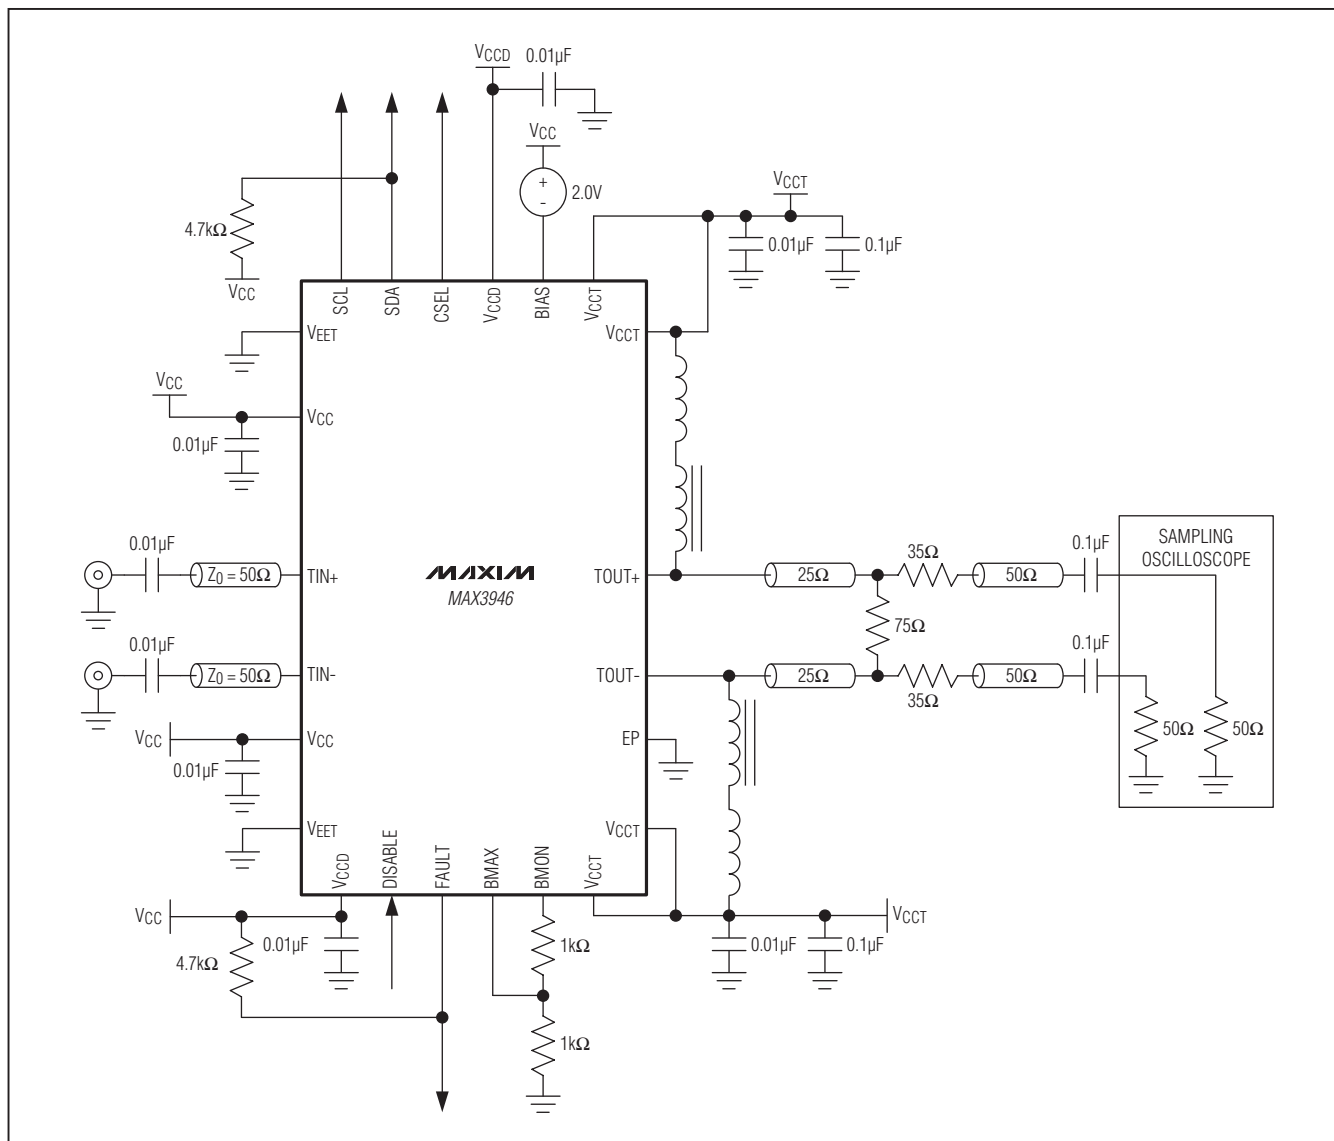 VCCD
0.01µF
VCC
+
-
2.0V
VCCT
0.01µF
0.1µF
4.7kΩ
VCC
SCL
SDA
CSEL
VCCD
BIAS
VCCT
VEET
VCCT
VCC
VCC
0.01µF
0.01µF
Z0 = 50Ω
TIN+
MAXIM
MAX3946
TOUT+
25Ω
35Ω
50Ω
0.1µF
SAMPLING
OSCILLOSCOPE
75Ω
0.01µF
Z0 = 50Ω
TIN-
TOUT-
25Ω
35Ω
50Ω
0.1µF
50Ω
50Ω
VCC
VCC
0.01µF
EP
VEET
VCCT
VCCD
DISABLE
FAULT
BMAX
BMON
VCCT
VCC
0.01µF
4.7kΩ
1kΩ
0.01µF
0.1µF
VCCT
1kΩ